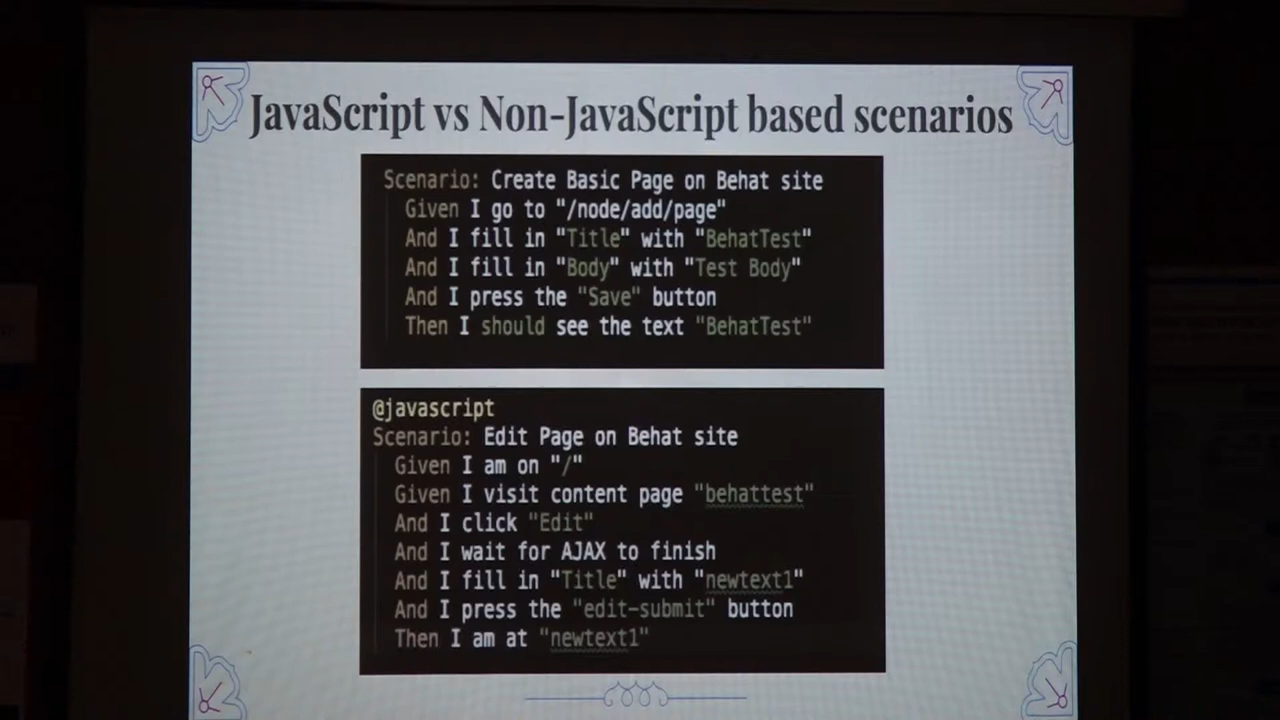 JavaScript vs Non-JavaScript based scenarios
Scenario: Create Basic Page on Behat site
Given I go to "/node/add/page"
And I fill in "Title" with "BehatTest"
And I fill in "Body" with "Test Body"
And I press the "Save" button
Then I should see the text "BehatTest"
@javascript
Scenario: Edit Page on Behat site
Given I am on "/"
Given I visit content page "behattest"
And I click "Edit"
And I wait for AJAX to finish
And I fill in "Title" with "newtext1"
And I press the "edit-submit" button
Then I am at "newtext1"